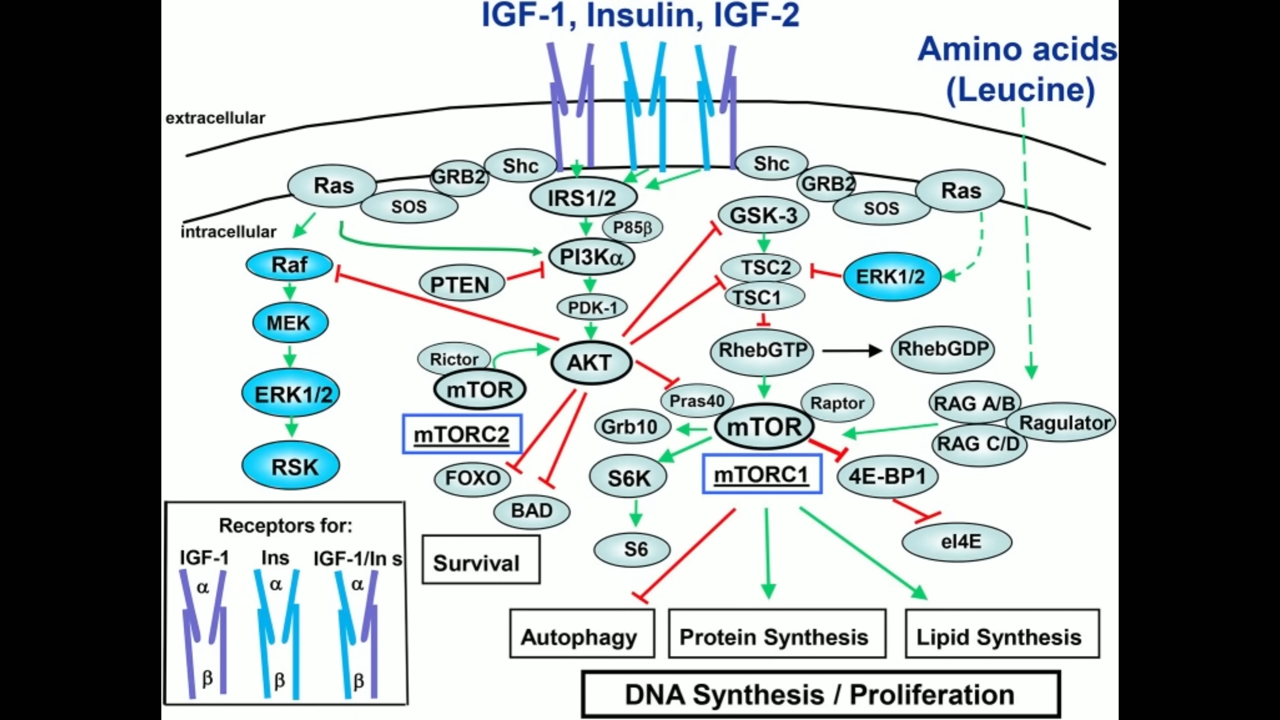 IGF-1, Insulin, IGF-2
Amino acids
(Leucine)
extracellular
intracellular
Ras
SOS
GRB2
Shc
IRS1/2
P85β
PI3Kα
PTEN
PDK-1
AKT
Rictor
mTOR
mTORC2
Raf
MEK
ERK1/2
RSK
FOXO
BAD
Survival
Shc
GRB2
SOS
Ras
GSK-3
TSC2
TSC1
ERK1/2
RhebGTP
RhebGDP
Pras40
Raptor
mTOR
mTORC1
Grb10
S6K
S6
RAG A/B
RAG C/D
Ragulator
4E-BP1
eI4E
Autophagy
Protein Synthesis
Lipid Synthesis
DNA Synthesis / Proliferation
Receptors for:
IGF-1 Ins IGF-1/In s
α α α
β β β